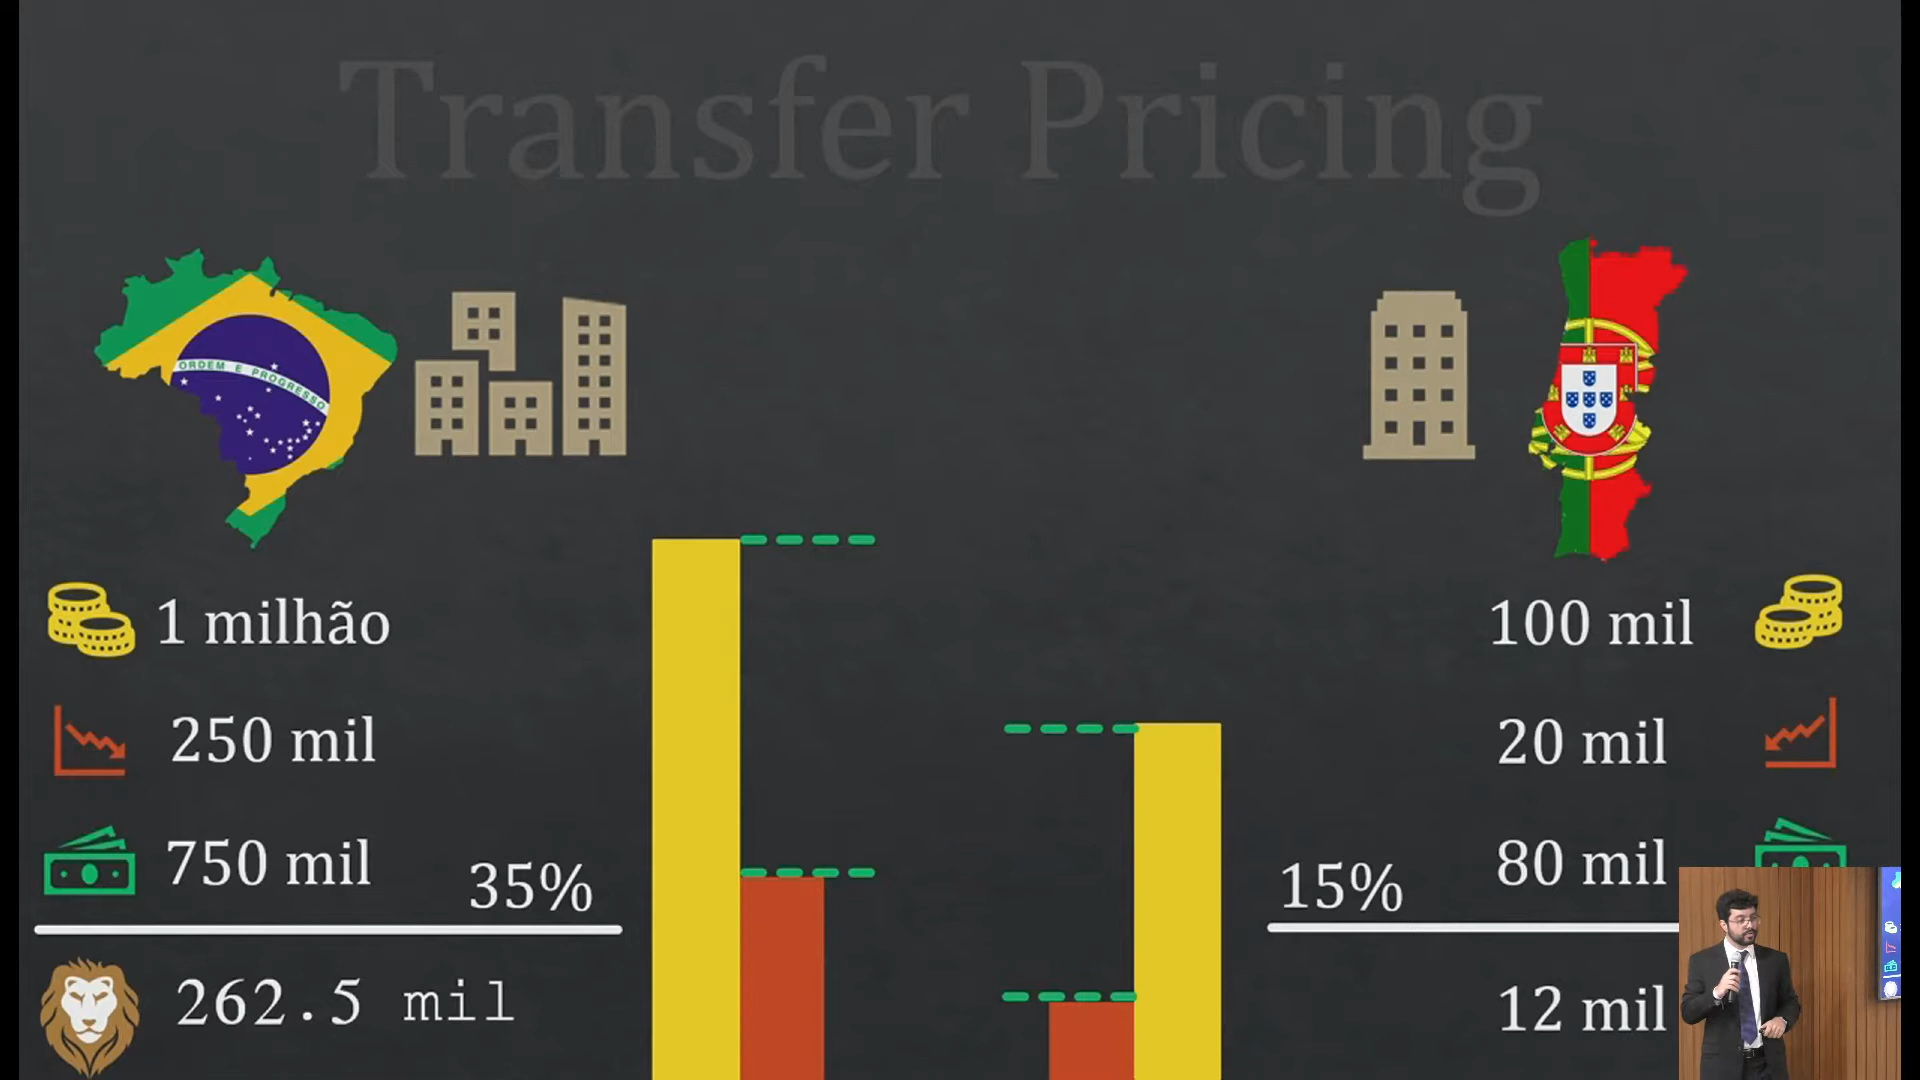 Transfer Pricing
ORDEM E PROGRESSO
1 milhão
100 mil
250 mil
20 mil
750 mil
35%
15%
80 mil
262.5 mil
12 mil